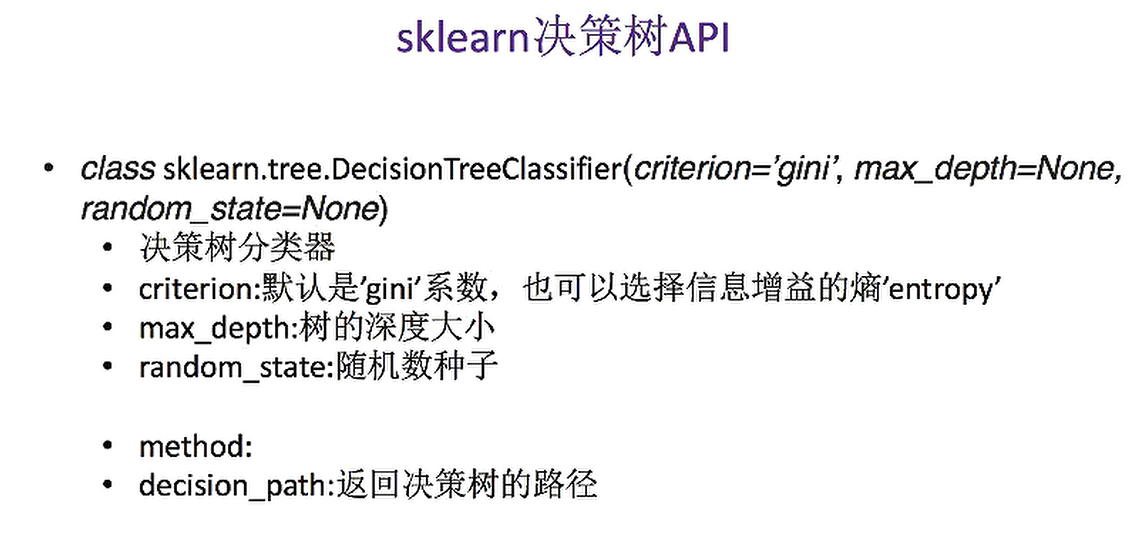 sklearn决策树API
• class sklearn.tree.DecisionTreeClassifier(criterion=’gini’, max_depth=None,
random_state=None)
• 决策树分类器
• criterion:默认是’gini’系数，也可以选择信息增益的熵’entropy’
• max_depth:树的深度大小
• random_state:随机数种子
• method:
• decision_path:返回决策树的路径